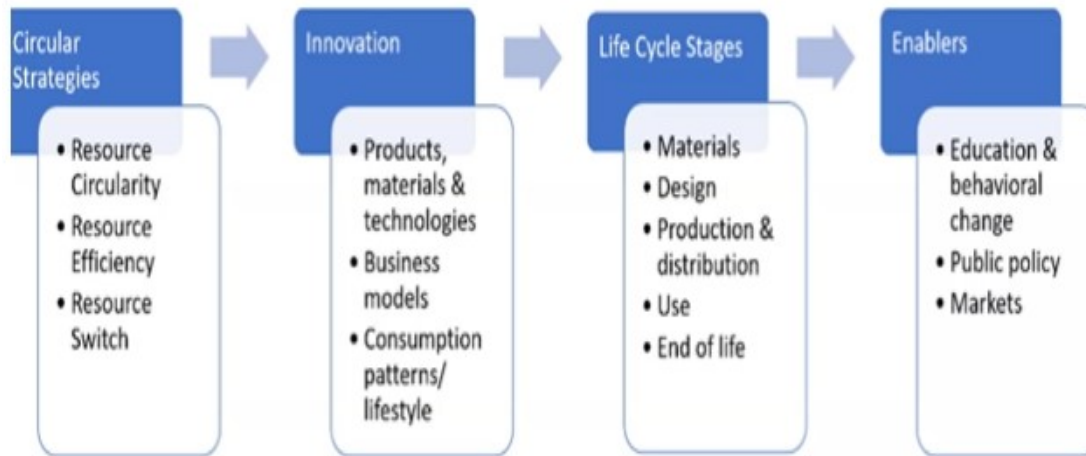 Circular
Strategies
• Resource
Circularity
• Resource
Efficiency
• Resource
Switch
Innovation
• Products,
materials &
technologies
• Business
models
• Consumption
patterns/
lifestyle
Life Cycle Stages
• Materials
• Design
• Production &
distribution
• Use
• End of life
Enablers
• Education &
behavioral
change
• Public policy
• Markets